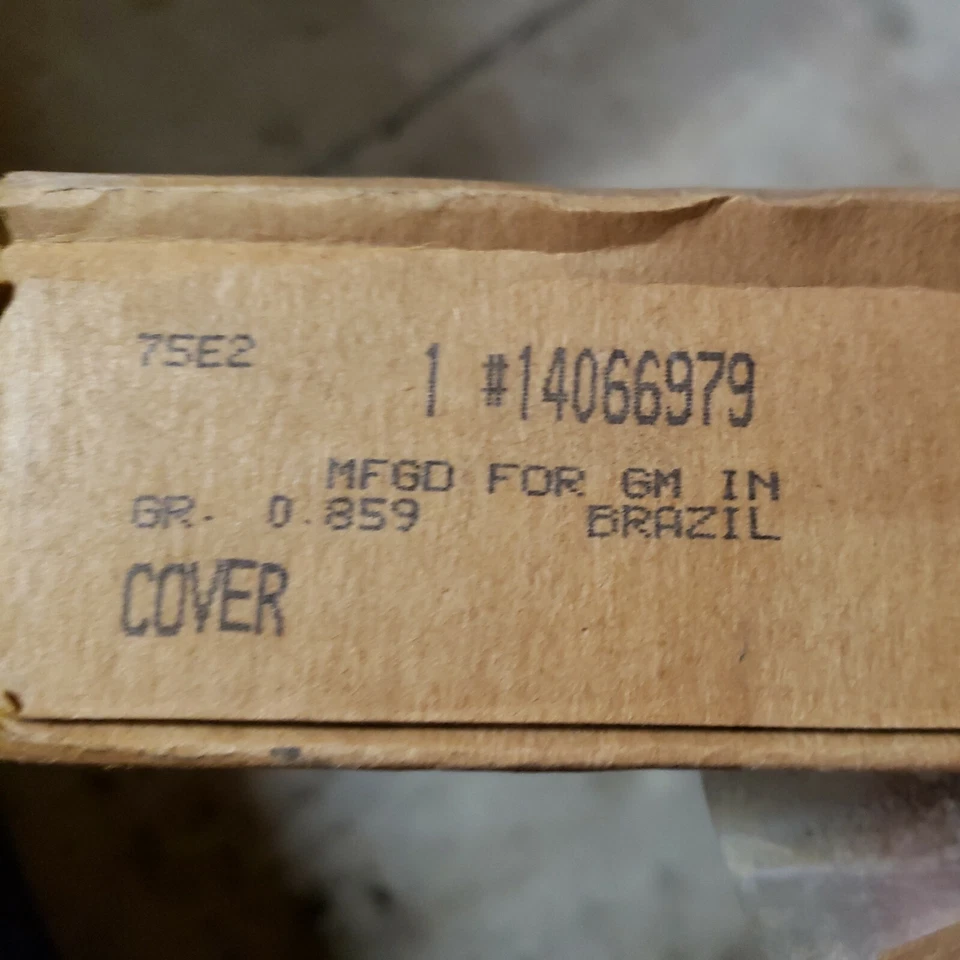 75E2 1 #14066979
MFGD FOR GM IN
GR. 0.859 BRAZIL
COVER